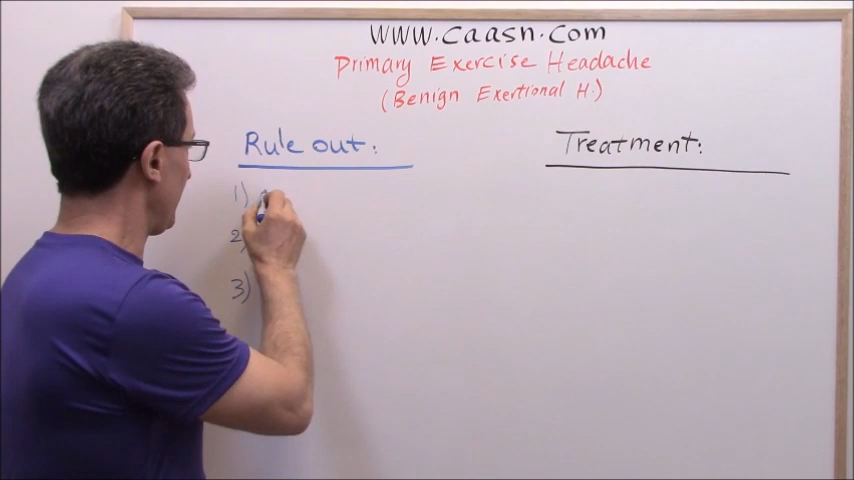 www.caasn.com
Primary Exercise Headache
(Benign Exertional H.)
Rule out:
Treatment:
1)
2)
3)